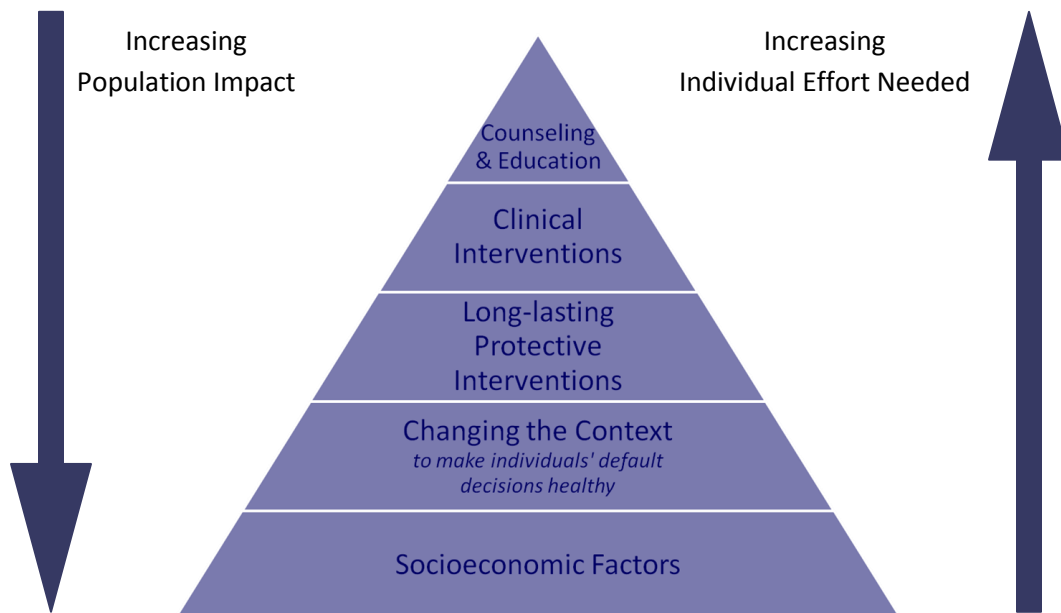 Increasing
Population Impact
Increasing
Individual Effort Needed
Counseling
& Education
Clinical
Interventions
Long-lasting
Protective
Interventions
Changing the Context
to make individuals' default
decisions healthy
Socioeconomic Factors